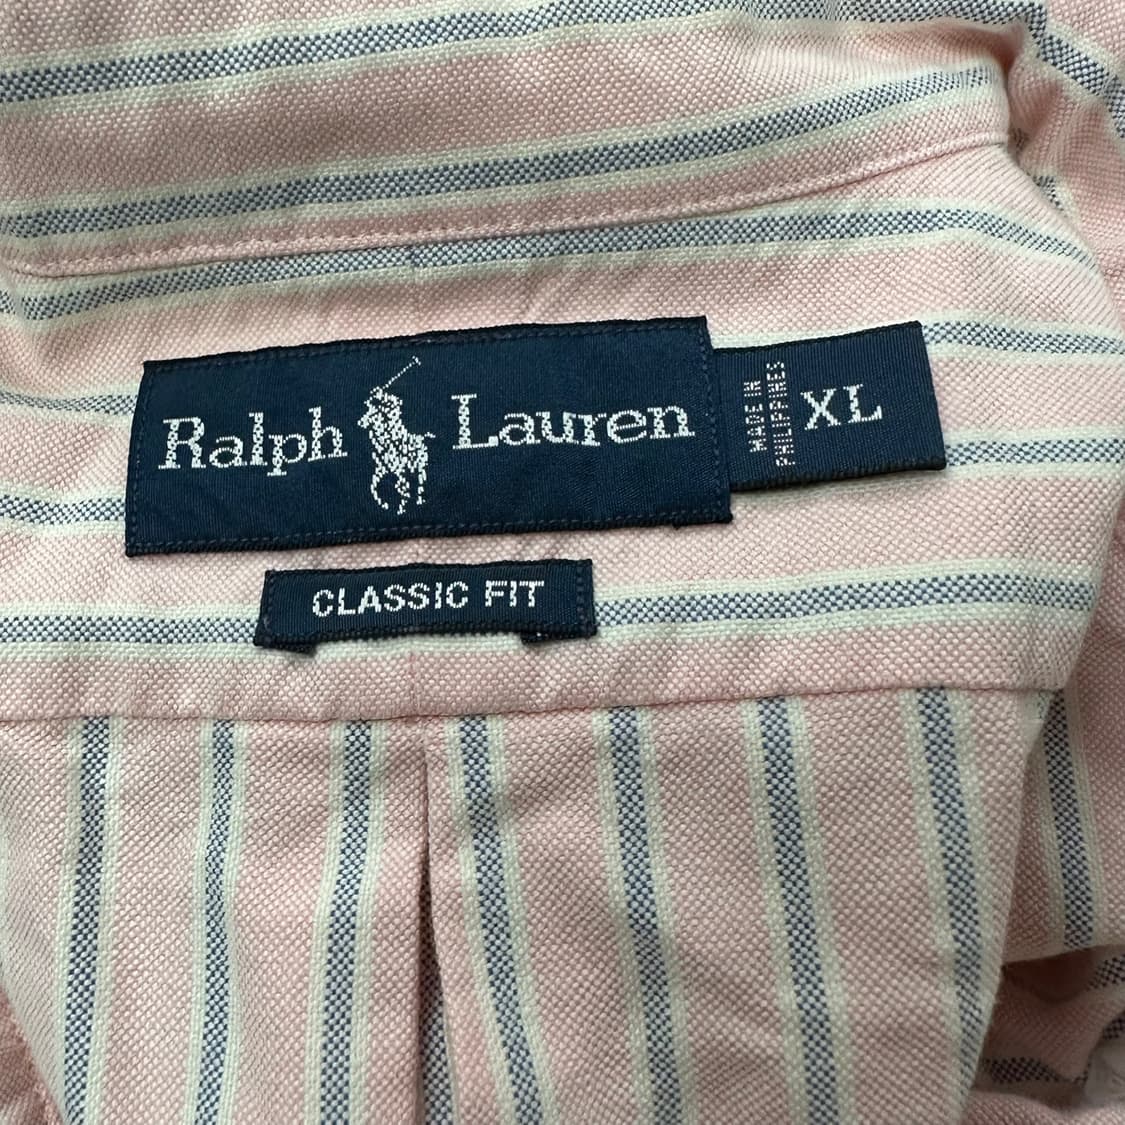 Ralph Lauren
MADE IN
PHILIPPINES
XL
CLASSIC FIT